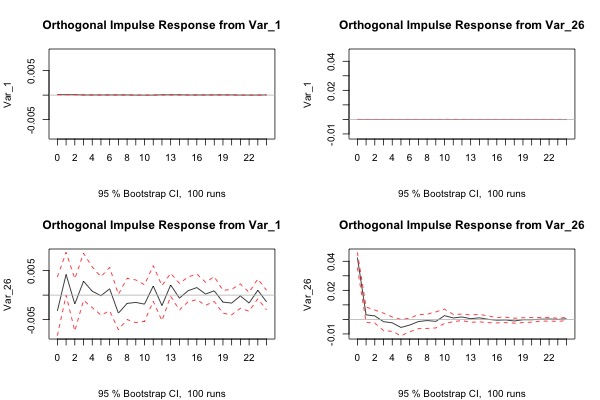 Orthogonal Impulse Response from Var_1
Var_1
0.005
-0.005
0 2 4 6 8 10 13 16 19 22
95 % Bootstrap CI, 100 runs
Orthogonal Impulse Response from Var_26
Var_1
0.04
0.02
-0.01
0 2 4 6 8 10 13 16 19 22
95 % Bootstrap CI, 100 runs
Orthogonal Impulse Response from Var_1
Var_26
0.005
-0.005
0 2 4 6 8 10 13 16 19 22
95 % Bootstrap CI, 100 runs
Orthogonal Impulse Response from Var_26
Var_26
0.04
0.02
-0.01
0 2 4 6 8 10 13 16 19 22
95 % Bootstrap CI, 100 runs